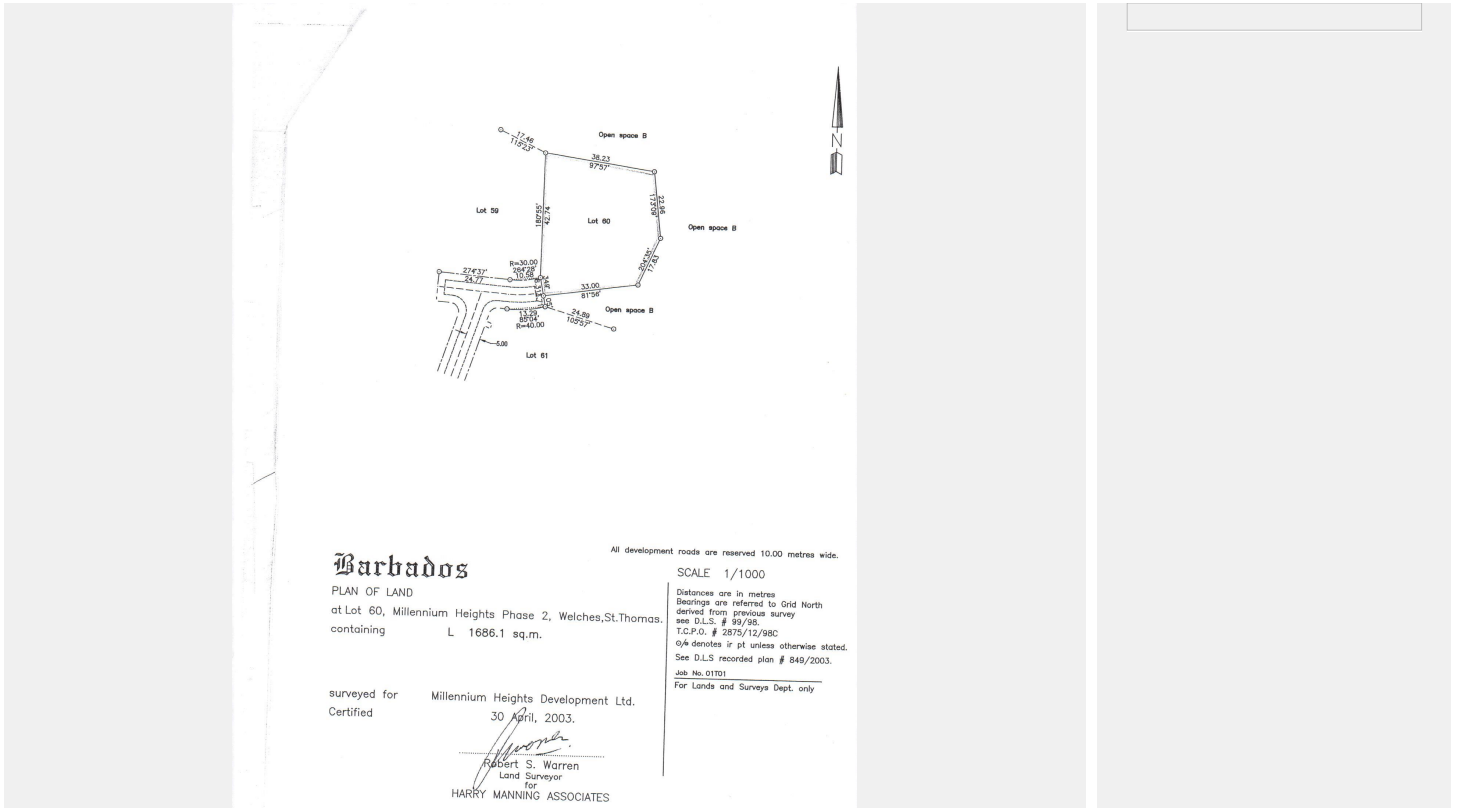 Open space B
17.46
115°23'
38.23
97°57'
N
22.96
173°09'
180°55'
42.74
Lot 59
Lot 60
Open space B
204°35'
17.83
R=30.00
264°28'
10.58
274°37'
24.77
33.00
81°56'
Open space B
24.89
105°57'
13.29
85°04'
R=40.00
5.00
Lot 61
All development roads are reserved 10.00 metres wide.
Barbados
SCALE 1/1000
PLAN OF LAND
at Lot 60, Millennium Heights Phase 2, Welches,St.Thomas.
containing L 1686.1 sq.m.
Distances are in metres
Bearings are referred to Grid North
derived from previous survey
see D.L.S. # 99/98.
T.C.P.O. # 2875/12/98C
denotes ir pt unless otherwise stated.
See D.L.S recorded plan # 849/2003.
Job No. 01T01
For Lands and Surveys Dept. only
surveyed for Millennium Heights Development Ltd.
Certified 30 April, 2003.
Robert S. Warren
Land Surveyor
for
HARRY MANNING ASSOCIATES